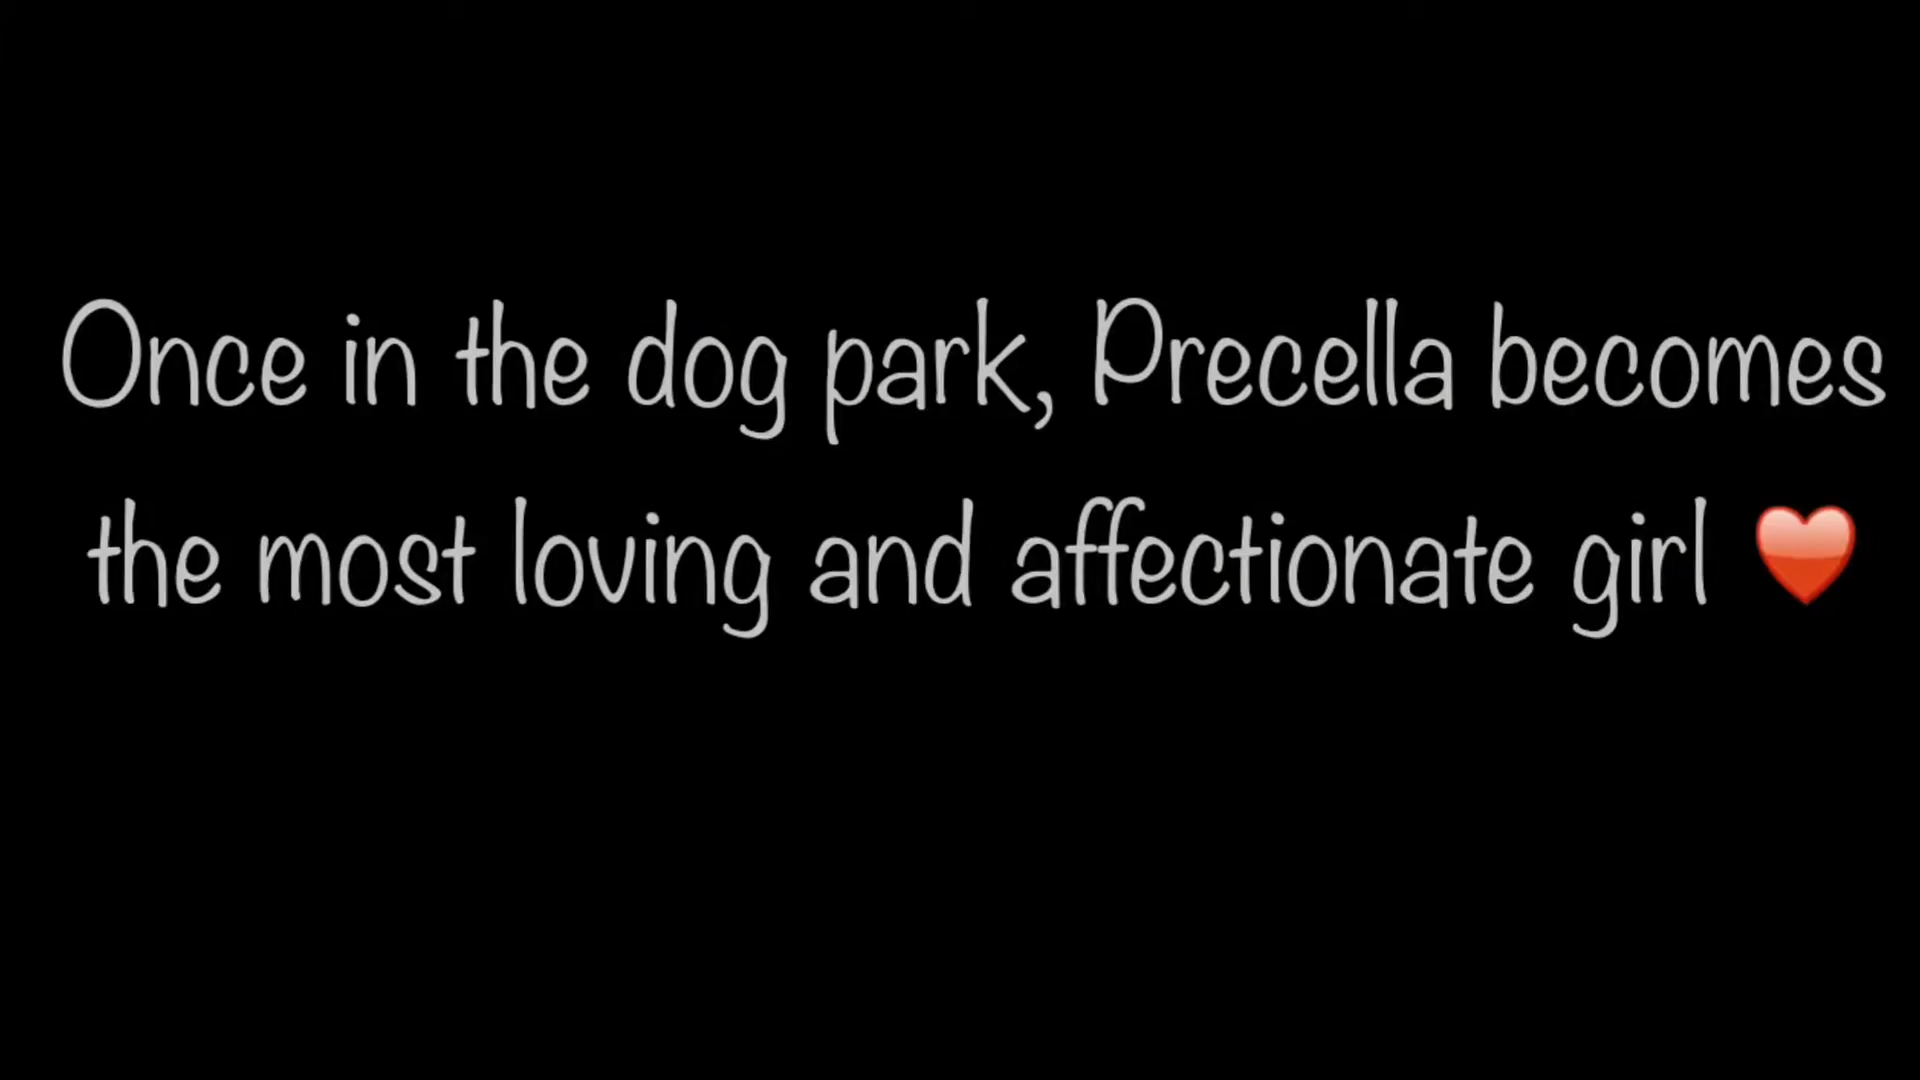 Once in the dog park, Precella becomes
the most loving and affectionate girl ♥️